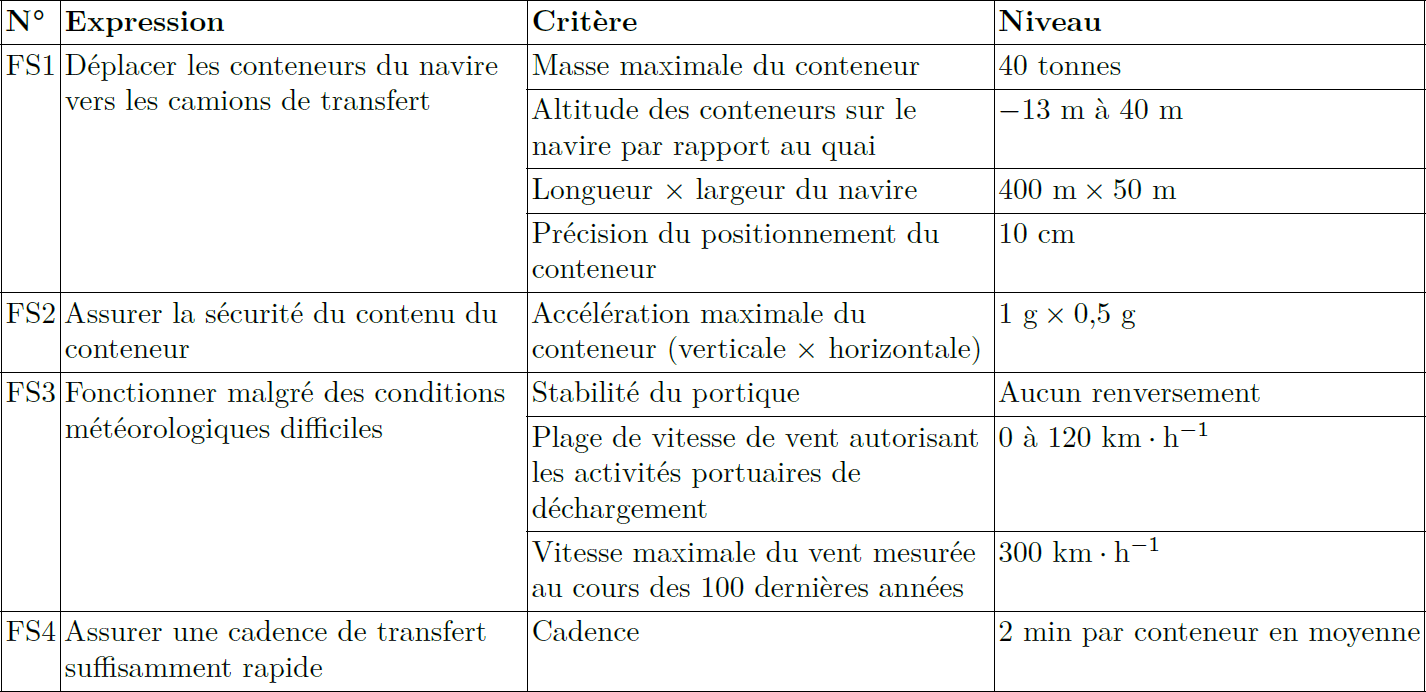 N° Expression Critère Niveau
FS1 Déplacer les conteneurs du navire Masse maximale du conteneur 40 tonnes
vers les camions de transfert
Altitude des conteneurs sur le −13 m à 40 m
navire par rapport au quai
Longueur × largeur du navire 400 m × 50 m
Précision du positionnement du 10 cm
conteneur
FS2 Assurer la sécurité du contenu du Accélération maximale du 1 g × 0,5 g
conteneur conteneur (verticale × horizontale)
FS3 Fonctionner malgré des conditions Stabilité du portique Aucun renversement
météorologiques difficiles
Plage de vitesse de vent autorisant 0 à 120 km · h⁻¹
les activités portuaires de
déchargement
Vitesse maximale du vent mesurée 300 km · h⁻¹
au cours des 100 dernières années
FS4 Assurer une cadence de transfert Cadence 2 min par conteneur en moyenne
suffisamment rapide